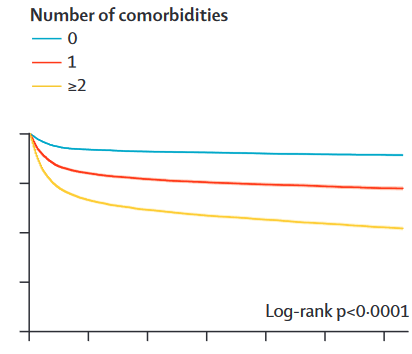 Number of comorbidities
0
1
≥2
Log-rank p<0·0001